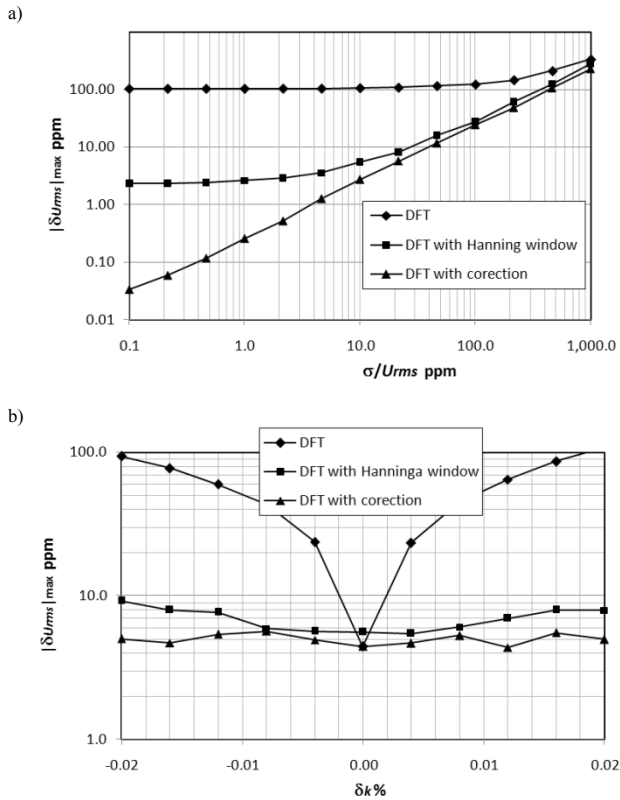 a)
100.00
10.00
1.00
0.10
0.01
|δUrms|max ppm
DFT
DFT with Hanning window
DFT with corection
0.1
1.0
10.0
100.0
1,000.0
σ/Urms ppm
b)
100.0
10.0
1.0
|δUrms|max ppm
DFT
DFT with Hanninga window
DFT with corection
-0.02
-0.01
0.00
0.01
0.02
δk%